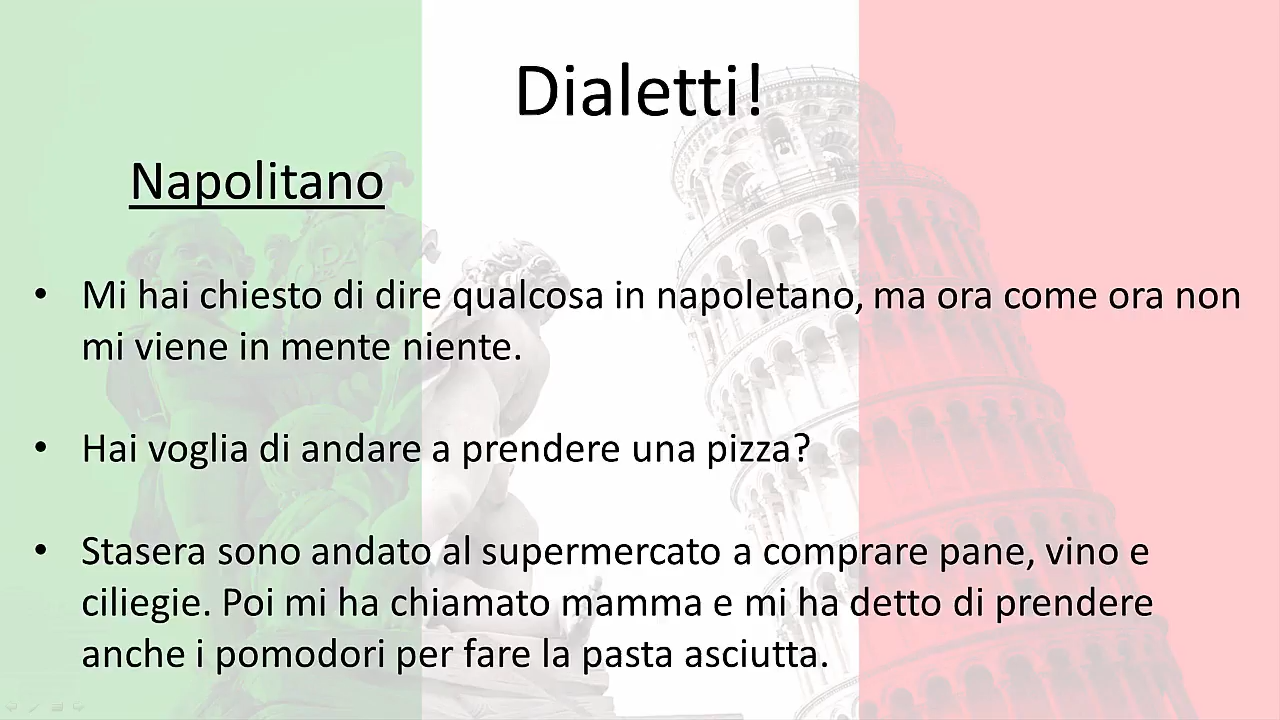 Dialetti!
Napolitano
• Mi hai chiesto di dire qualcosa in napoletano, ma ora come ora non
mi viene in mente niente.
• Hai voglia di andare a prendere una pizza?
• Stasera sono andato al supermercato a comprare pane, vino e
ciliegie. Poi mi ha chiamato mamma e mi ha detto di prendere
anche i pomodori per fare la pasta asciutta.